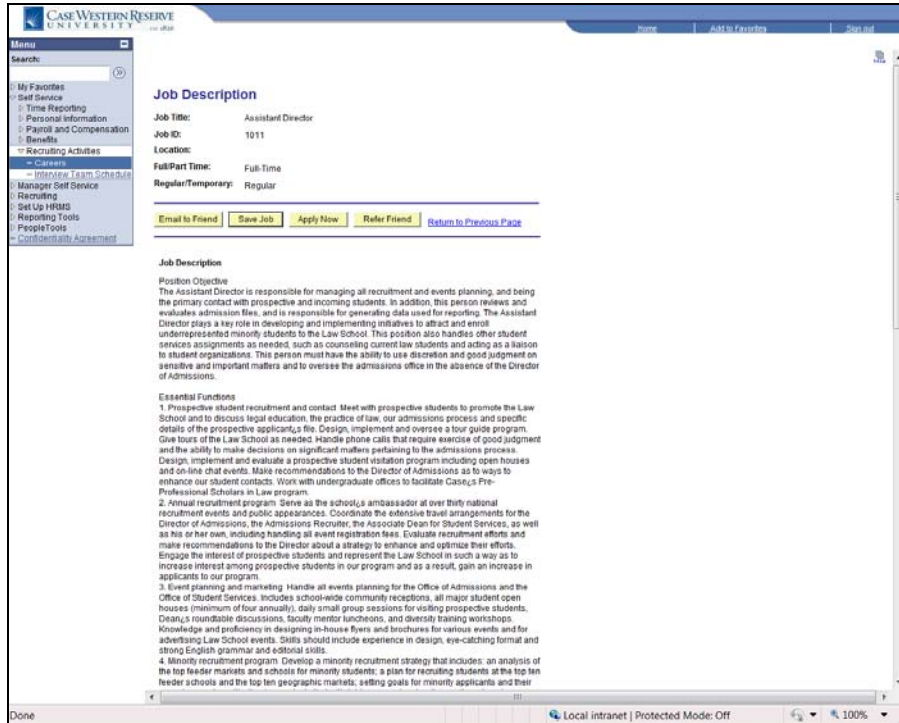 CASE WESTERN RESERVE
UNIVERSITY EST. 1826
Home
Add to Favorites
Sign out
Menu
Search:
My Favorites
Self Service
Time Reporting
Personal Information
Payroll and Compensation
Benefits
Recruiting Activities
Careers
Interview Team Schedule
Manager Self Service
Recruiting
Set Up HRMS
Reporting Tools
PeopleTools
Confidentiality Agreement
Job Description
Job Title: Assistant Director
Job ID: 1011
Location:
Full/Part Time: Full-Time
Regular/Temporary: Regular
Email to Friend Save Job Apply Now Refer Friend Return to Previous Page
Job Description
Position Objective
The Assistant Director is responsible for managing all recruitment and events planning, and being
the primary contact with prospective and incoming students. In addition, this person reviews and
evaluates admission files, and is responsible for generating data used for reporting. The Assistant
Director plays a key role in developing and implementing initiatives to attract and enroll
underrepresented minority students to the Law School. This position also handles other student
services assignments as needed, such as counseling current law students and acting as a liaison
to student organizations. This person must have the ability to use discretion and good judgment on
sensitive and important matters and to oversee the admissions office in the absence of the Director
of Admissions.
Essential Functions
1. Prospective student recruitment and contact Meet with prospective students to promote the Law
School and to discuss legal education, the practice of law, our admissions process and specific
details of the prospective applicant¿s file. Design, implement and oversee a tour guide program.
Give tours of the Law School as needed. Handle phone calls that require exercise of good judgment
and the ability to make decisions on significant matters pertaining to the admissions process.
Design, implement and evaluate a prospective student visitation program including open houses
and on-line chat events. Make recommendations to the Director of Admissions as to ways to
enhance our student contacts. Work with undergraduate offices to facilitate Case¿s Pre-
Professional Scholars in Law program.
2. Annual recruitment program Serve as the school¿s ambassador at over thirty national
recruitment events and public appearances. Coordinate the extensive travel arrangements for the
Director of Admissions, the Admissions Recruiter, the Associate Dean for Student Services, as well
as his or her own, including handling all event registration fees. Evaluate recruitment efforts and
make recommendations to the Director about a strategy to enhance and optimize their efforts.
Engage the interest of prospective students and represent the Law School in such a way as to
increase interest among prospective students in our program and as a result, gain an increase in
applicants to our program.
3. Event planning and marketing Handle all events planning for the Office of Admissions and the
Office of Student Services. Includes school-wide community receptions, all major student open
houses (minimum of four annually), daily small group sessions for visiting prospective students,
Dean¿s roundtable discussions, faculty mentor luncheons, and diversity training workshops.
Knowledge and proficiency in designing in-house flyers and brochures for various events and for
advertising Law School events. Skills should include experience in design, eye-catching format and
strong English grammar and editorial skills.
4. Minority recruitment program Develop a minority recruitment strategy that includes: an analysis of
the top feeder markets and schools for minority students; a plan for recruiting students at the top ten
feeder schools and the top ten geographic markets; setting goals for minority applicants and their
Done
Local intranet | Protected Mode: Off
100%